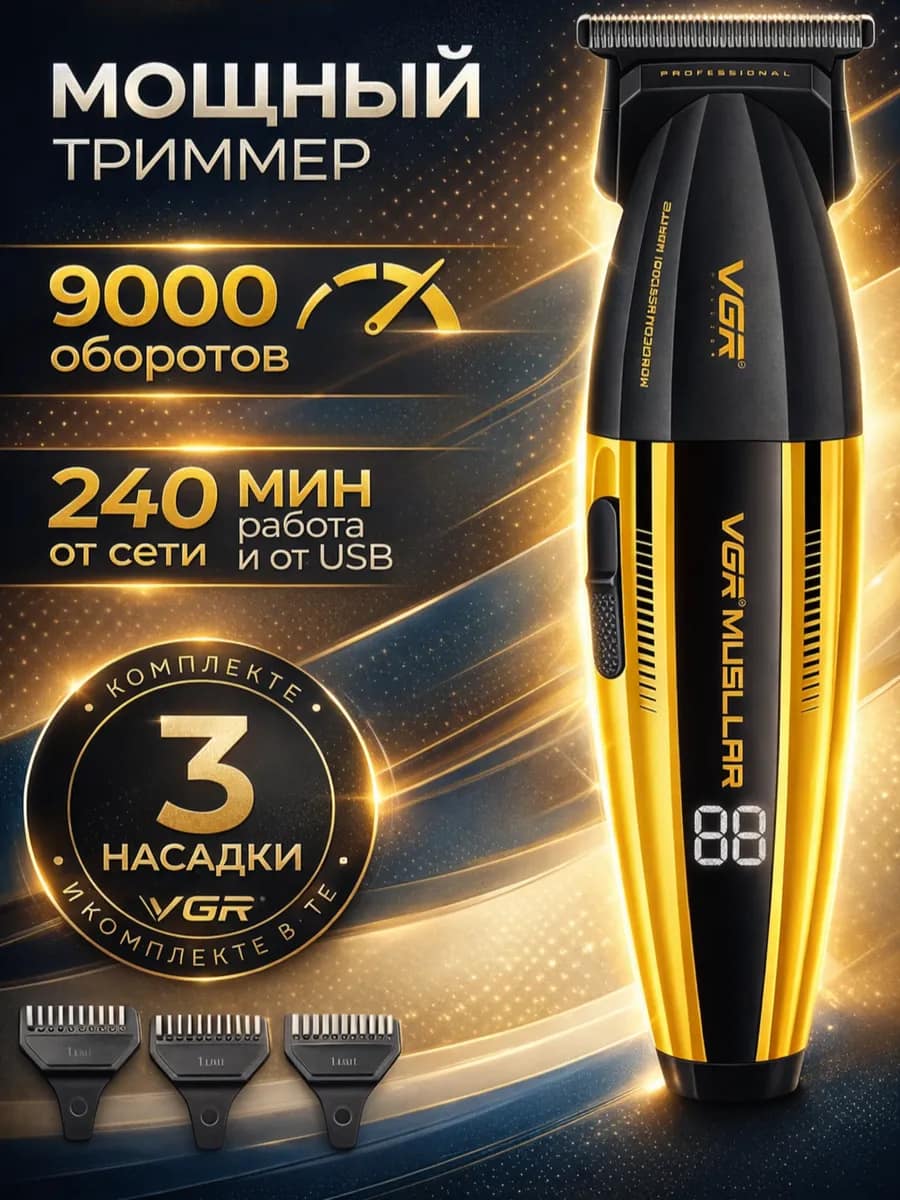 МОЩНЫЙ
ТРИММЕР
PROFESSIONAL
9000
оборотов
240 МИН
от сети
работа
и от USB
VGR
VGR MUSLLAR
88
КОМПЛЕКТЕ
3
НАСАДКИ
VGR
ИКОМПЛЕКТЕ В ТЕ